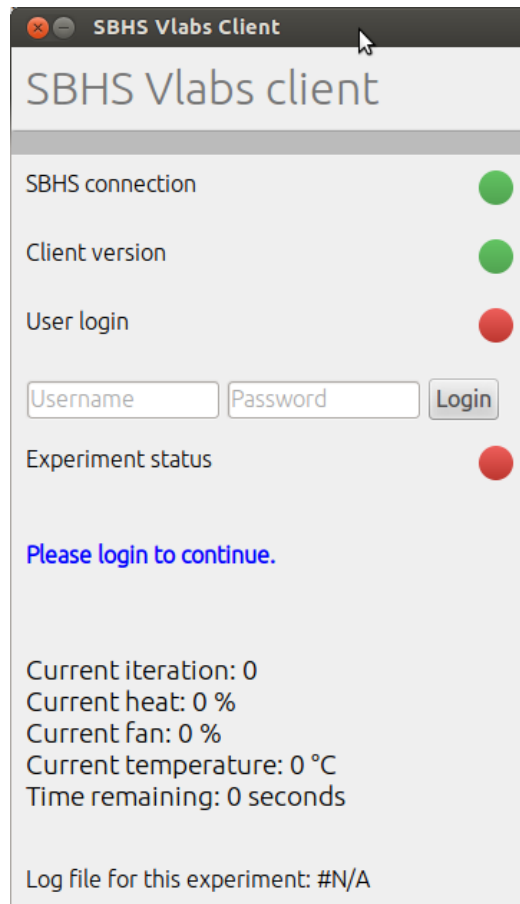 SBHS Vlabs Client
SBHS Vlabs client
SBHS connection
Client version
User login
Username Password Login
Experiment status
Please login to continue.
Current iteration: 0
Current heat: 0 %
Current fan: 0 %
Current temperature: 0 °C
Time remaining: 0 seconds
Log file for this experiment: #N/A